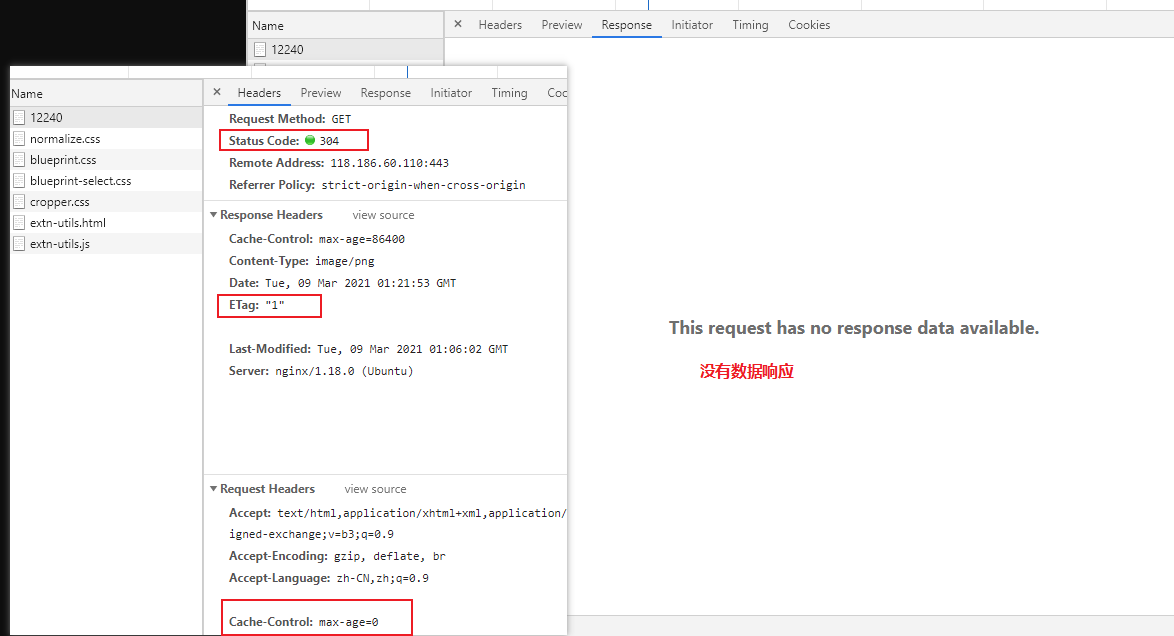 Name
× Headers Preview Response Initiator Timing Cookies
12240
Name
× Headers Preview Response Initiator Timing Coo
12240
normalize.css
blueprint.css
blueprint-select.css
cropper.css
extn-utils.html
extn-utils.js
Request Method: GET
Status Code: 304
Remote Address: 118.186.60.110:443
Referrer Policy: strict-origin-when-cross-origin
▼ Response Headers view source
Cache-Control: max-age=86400
Content-Type: image/png
Date: Tue, 09 Mar 2021 01:21:53 GMT
ETag: "1"
Last-Modified: Tue, 09 Mar 2021 01:06:02 GMT
Server: nginx/1.18.0 (Ubuntu)
▼ Request Headers view source
Accept: text/html,application/xhtml+xml,application/
igned-exchange;v=b3;q=0.9
Accept-Encoding: gzip, deflate, br
Accept-Language: zh-CN,zh;q=0.9
Cache-Control: max-age=0
This request has no response data available.
没有数据响应